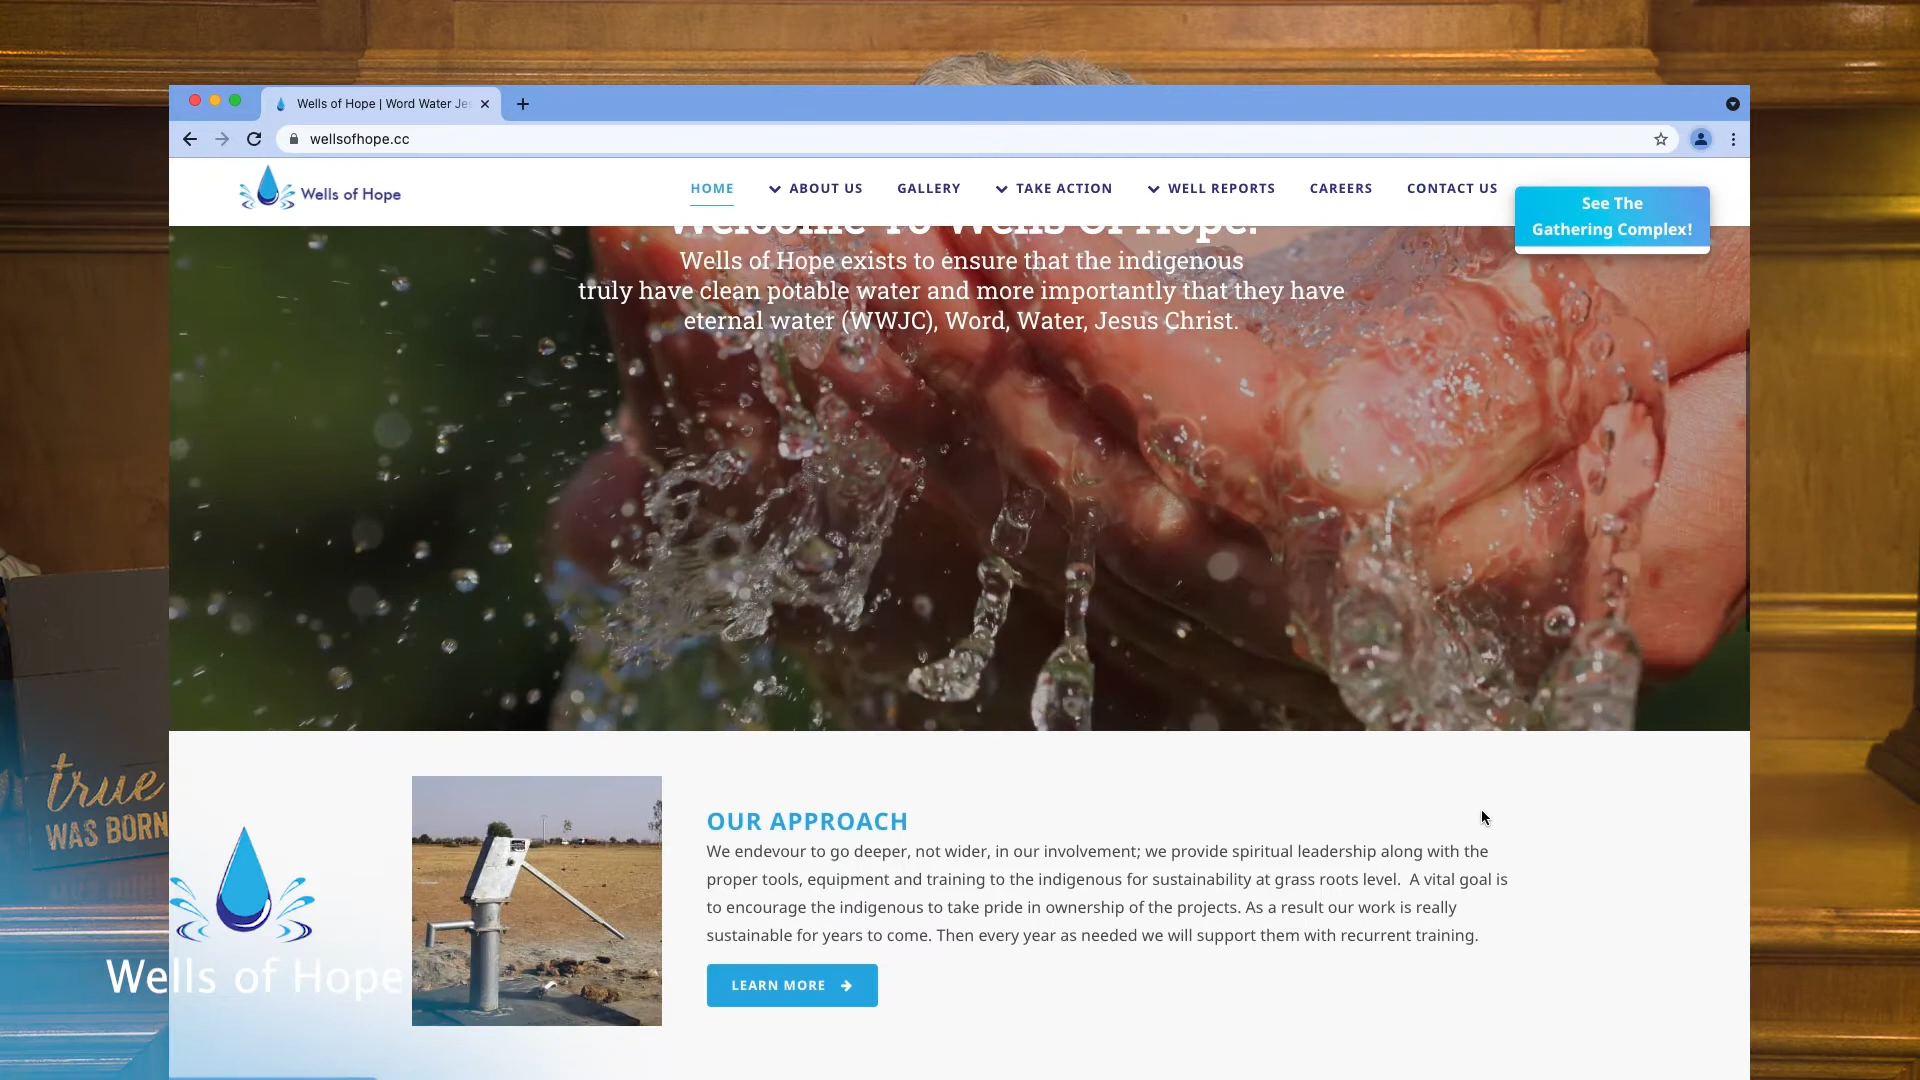 Wells of Hope | Word Water Jes
wellsofhope.cc
Wells of Hope
HOME
ABOUT US
GALLERY
TAKE ACTION
WELL REPORTS
CAREERS
CONTACT US
See The
Gathering Complex!
Welcome To Wells Of Hope!
Wells of Hope exists to ensure that the indigenous
truly have clean potable water and more importantly that they have
eternal water (WWJC), Word, Water, Jesus Christ.
OUR APPROACH
We endevour to go deeper, not wider, in our involvement; we provide spiritual leadership along with the
proper tools, equipment and training to the indigenous for sustainability at grass roots level. A vital goal is
to encourage the indigenous to take pride in ownership of the projects. As a result our work is really
sustainable for years to come. Then every year as needed we will support them with recurrent training.
LEARN MORE
true
WAS BORN
Wells of Hope